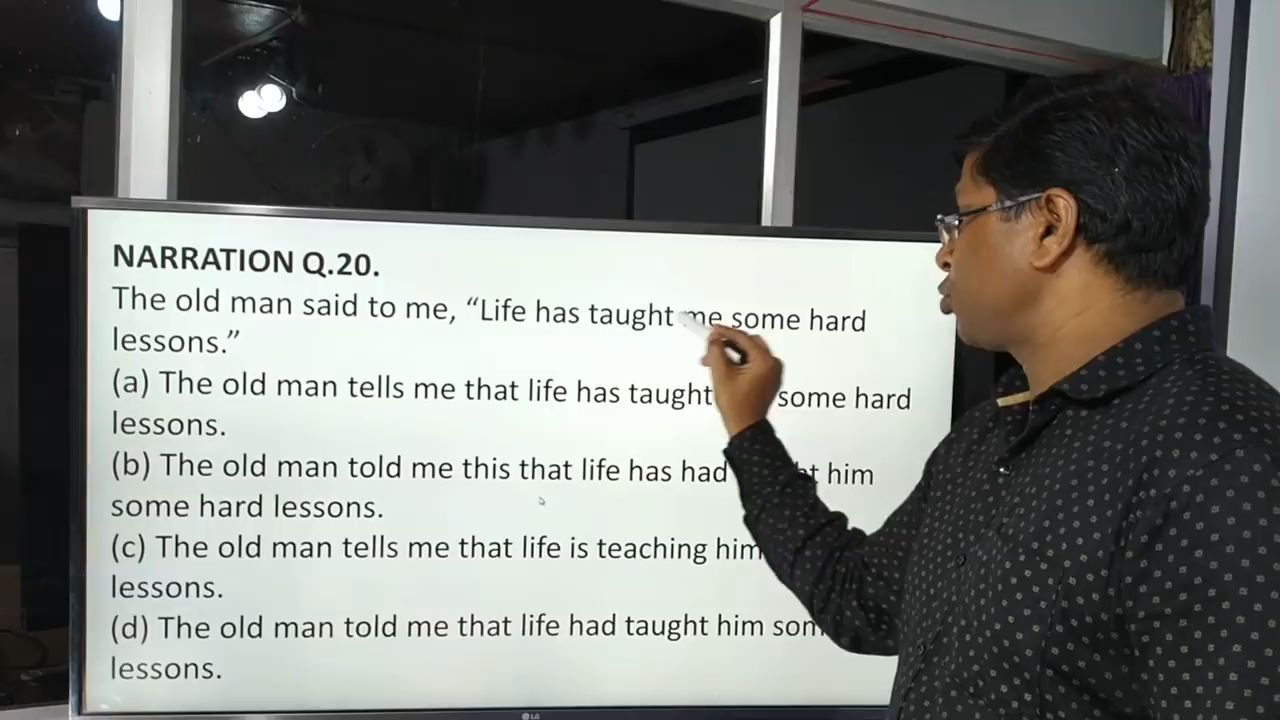 NARRATION Q.20.
The old man said to me, “Life has taught me some hard
lessons.”
(a) The old man tells me that life has taught some hard
lessons.
(b) The old man told me this that life has had him
some hard lessons.
(c) The old man tells me that life is teaching him
lessons.
(d) The old man told me that life had taught him
lessons.
LG